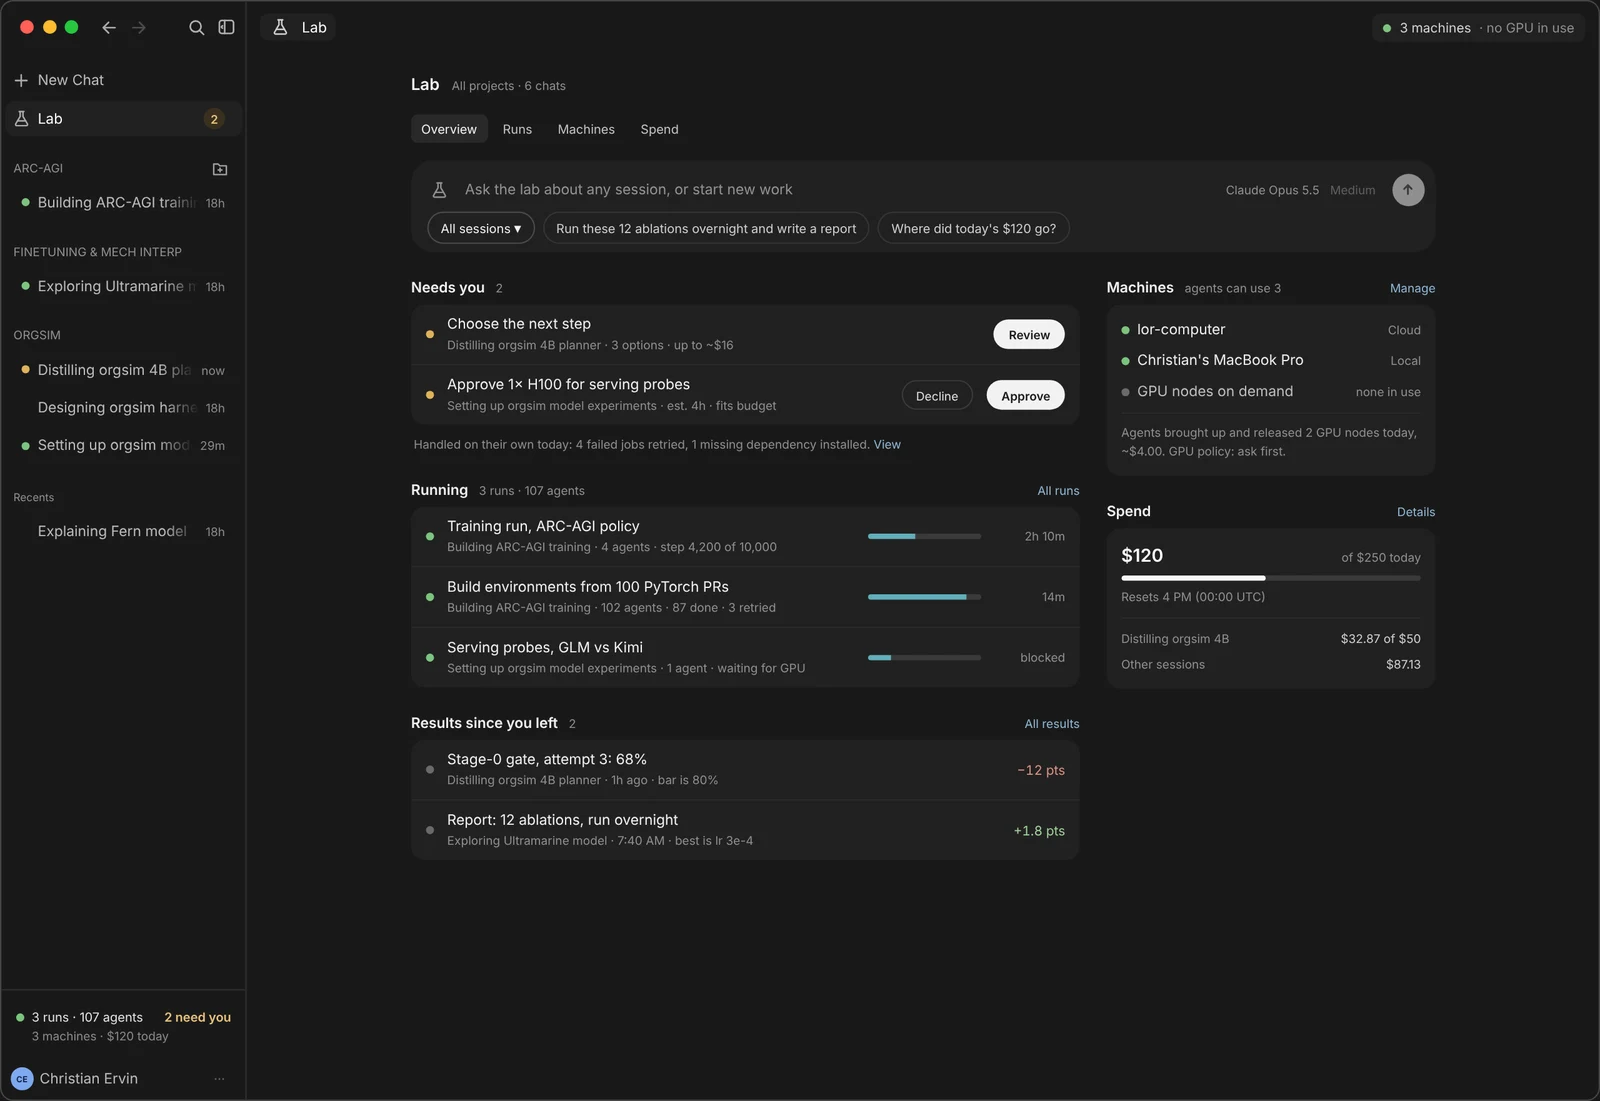 Lab
3 machines · no GPU in use
New Chat
Lab 2
ARC-AGI
Building ARC-AGI traini 18h
FINETUNING & MECH INTERP
Exploring Ultramarine 18h
ORGSIM
Distilling orgsim 4B pla now
Designing orgsim harne 18h
Setting up orgsim mod 29m
Recents
Explaining Fern model 18h
3 runs · 107 agents 2 need you
3 machines · $120 today
CE Christian Ervin ...
Lab All projects · 6 chats
Overview Runs Machines Spend
Ask the lab about any session, or start new work Claude Opus 5.5 Medium
All sessions ▾ Run these 12 ablations overnight and write a report Where did today's $120 go?
Needs you 2
Choose the next step
Distilling orgsim 4B planner · 3 options · up to ~$16
Review
Approve 1× H100 for serving probes
Setting up orgsim model experiments · est. 4h · fits budget
Decline Approve
Handled on their own today: 4 failed jobs retried, 1 missing dependency installed. View
Running 3 runs · 107 agents All runs
Training run, ARC-AGI policy
Building ARC-AGI training · 4 agents · step 4,200 of 10,000
2h 10m
Build environments from 100 PyTorch PRs
Building ARC-AGI training · 102 agents · 87 done · 3 retried
14m
Serving probes, GLM vs Kimi
Setting up orgsim model experiments · 1 agent · waiting for GPU
blocked
Results since you left 2 All results
Stage-0 gate, attempt 3: 68%
Distilling orgsim 4B planner · 1h ago · bar is 80%
−12 pts
Report: 12 ablations, run overnight
Exploring Ultramarine model · 7:40 AM · best is lr 3e-4
+1.8 pts
Machines agents can use 3 Manage
lor-computer Cloud
Christian's MacBook Pro Local
GPU nodes on demand none in use
Agents brought up and released 2 GPU nodes today,
~$4.00. GPU policy: ask first.
Spend Details
$120 of $250 today
Resets 4 PM (00:00 UTC)
Distilling orgsim 4B $32.87 of $50
Other sessions $87.13